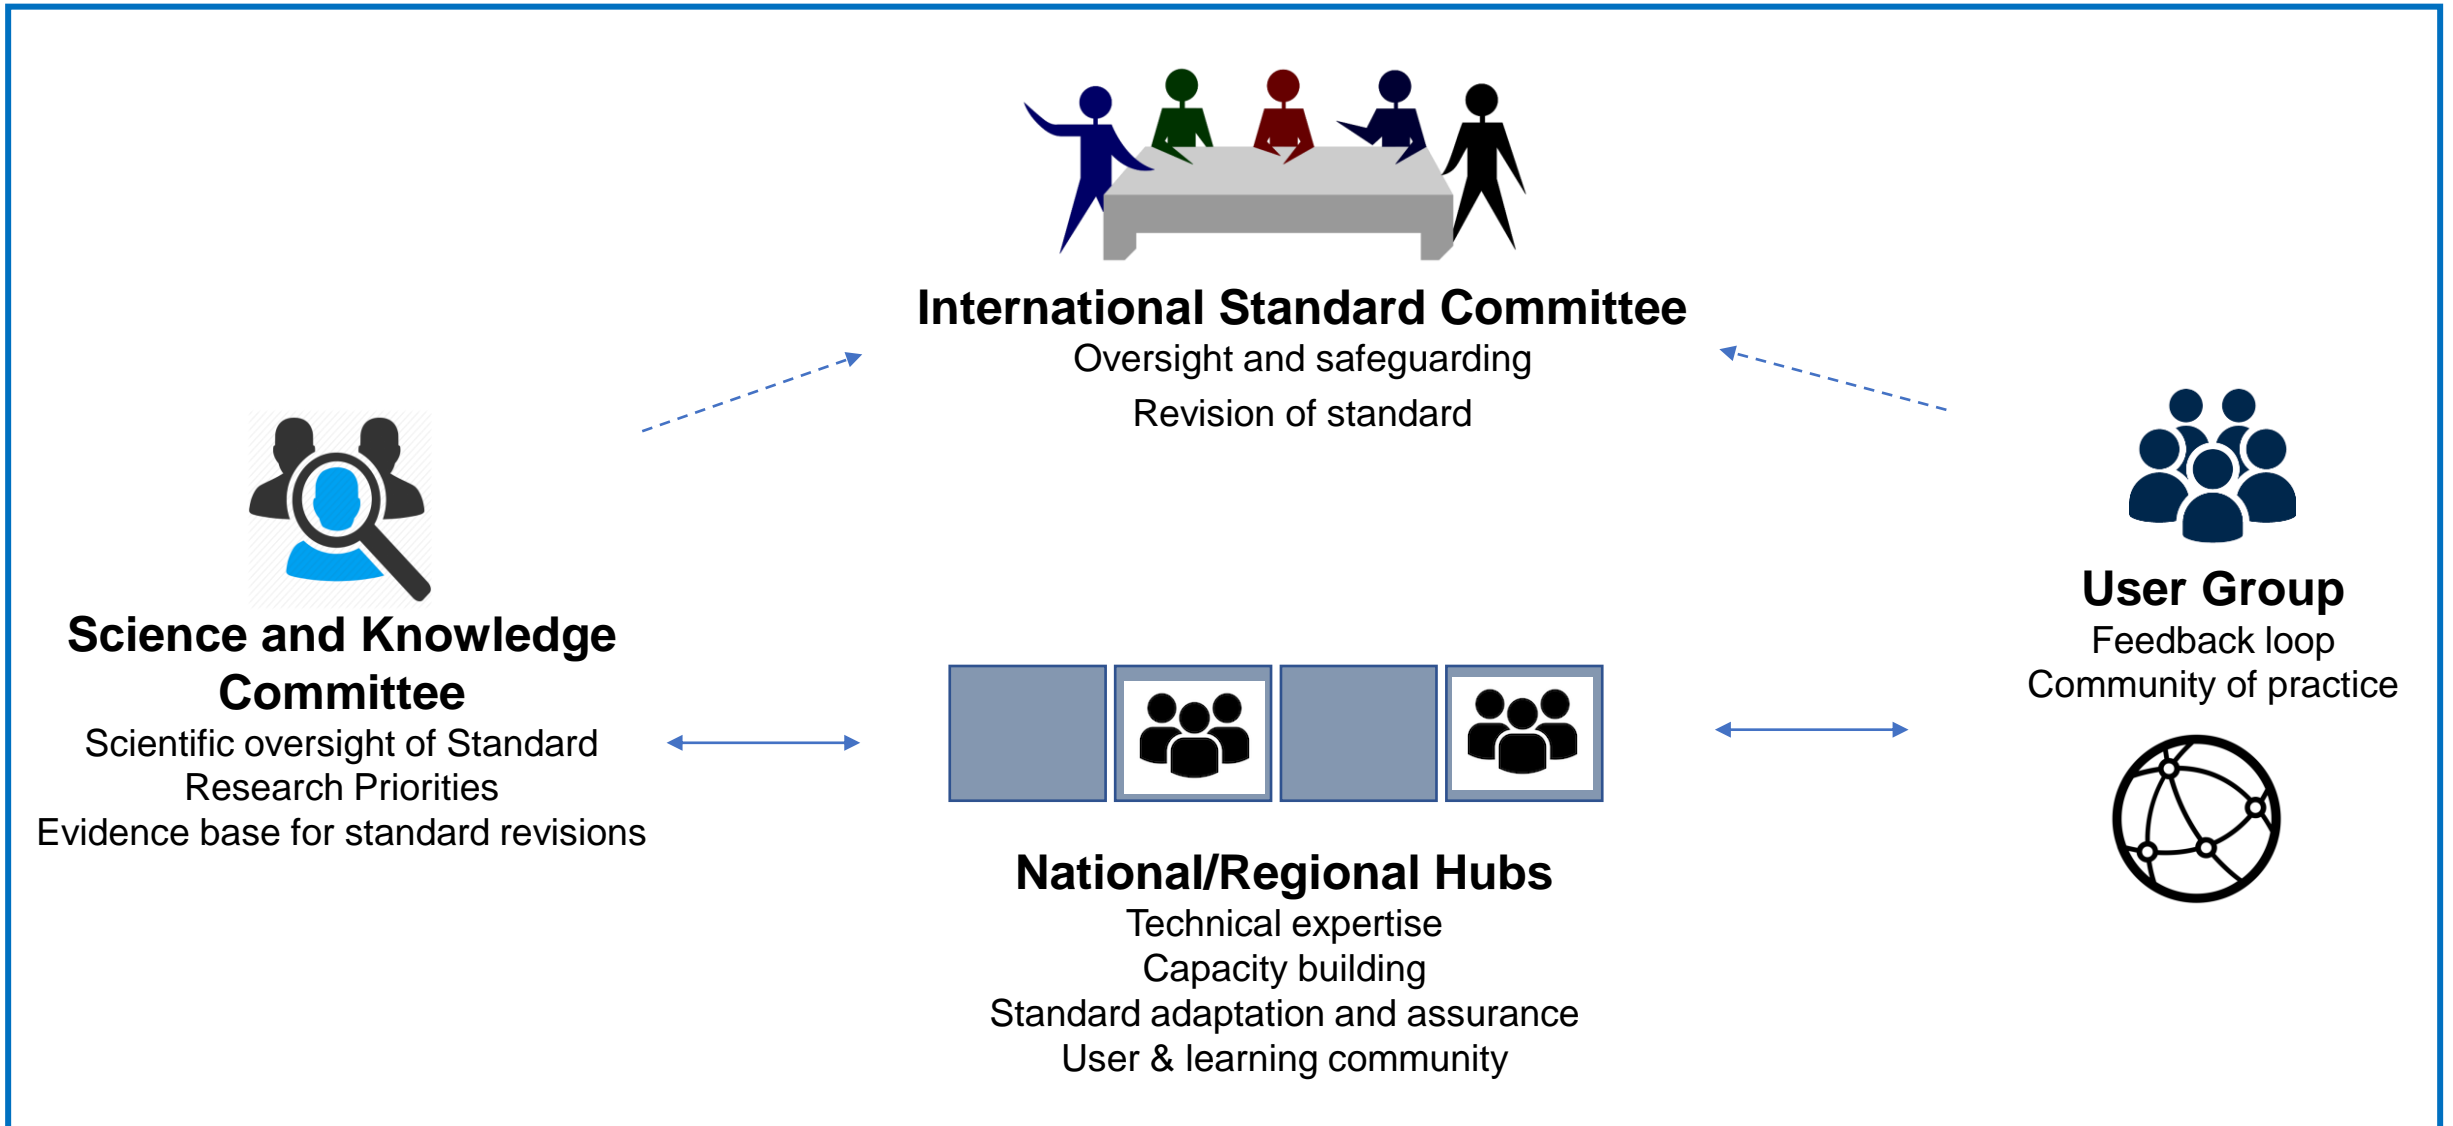 International Standard Committee
Oversight and safeguarding
Revision of standard
Science and Knowledge
Committee
Scientific oversight of Standard
Research Priorities
Evidence base for standard revisions
User Group
Feedback loop
Community of practice
National/Regional Hubs
Technical expertise
Capacity building
Standard adaptation and assurance
User & learning community